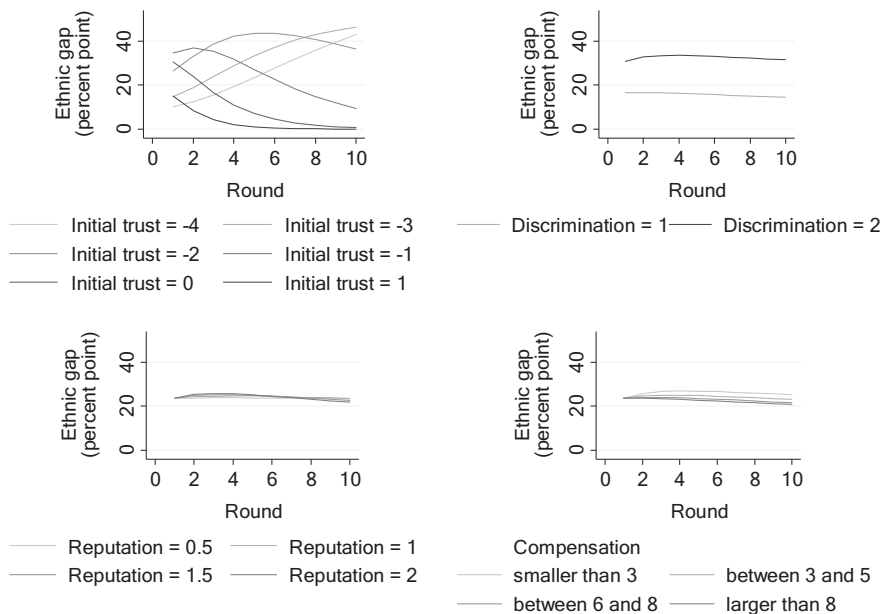 Ethnic gap
(percent point)
40
20
0
0 2 4 6 8 10
Round
Initial trust = -4 Initial trust = -3
Initial trust = -2 Initial trust = -1
Initial trust = 0 Initial trust = 1
Ethnic gap
(percent point)
40
20
0
0 2 4 6 8 10
Round
Discrimination = 1 Discrimination = 2
Ethnic gap
(percent point)
40
20
0
0 2 4 6 8 10
Round
Reputation = 0.5 Reputation = 1
Reputation = 1.5 Reputation = 2
Ethnic gap
(percent point)
40
20
0
0 2 4 6 8 10
Round
Compensation
smaller than 3 between 3 and 5
between 6 and 8 larger than 8